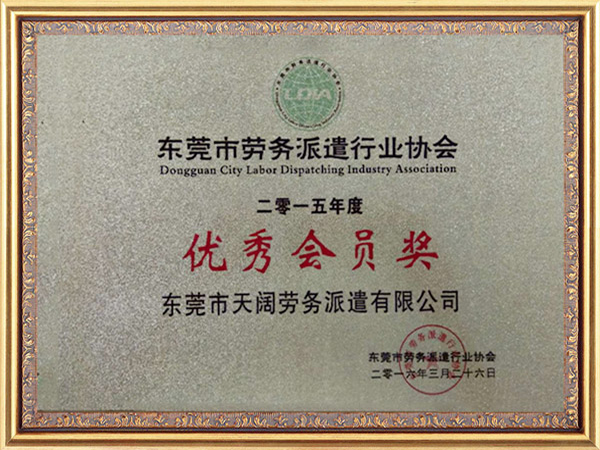 LDIA
东莞市劳务派遣行业协会
Dongguan City Labor Dispatching Industry Association
二零一五年度
优秀会员奖
东莞市天阔劳务派遣有限公司
东莞市劳务派遣行业协会
二零一六年三月二十六日